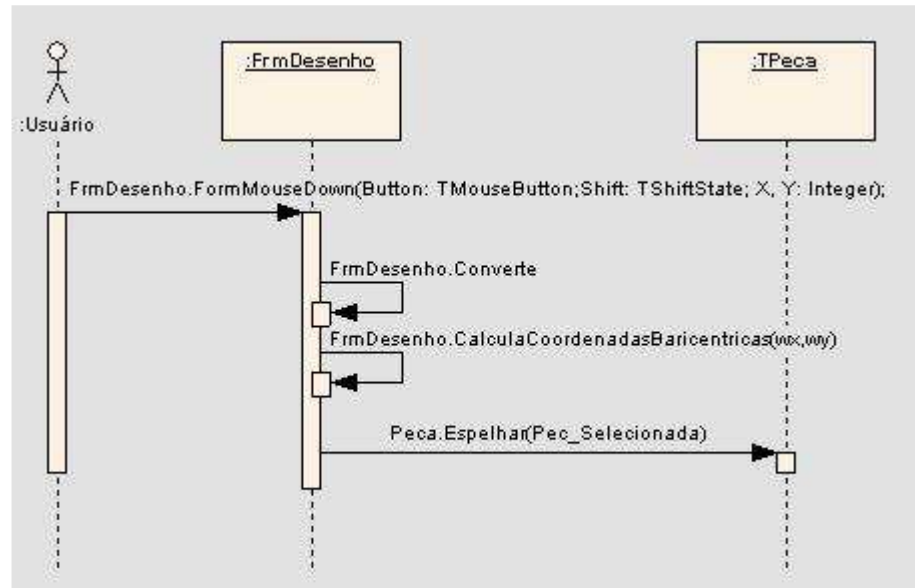 :FrmDesenho
:TPeca
:Usuário
FrmDesenho.FormMouseDown(Button: TMouseButton;Shift: TShiftState; X, Y: Integer);
FrmDesenho.Converte
FrmDesenho.CalculaCoordenadasBaricentricas(wx,wy)
Peca.Espelhar(Pec_Selecionada)